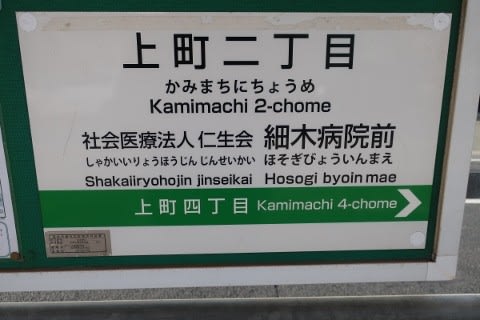 上町二丁目
かみまちにちょうめ
Kamimachi 2-chome
社会医療法人 仁生会 細木病院前
しゃかいいりょうほうじん じんせいかい ほそぎびょういんまえ
Shakaiiryohojin jinseikai Hosogi byoin mae
上町四丁目 Kamimachi 4-chome